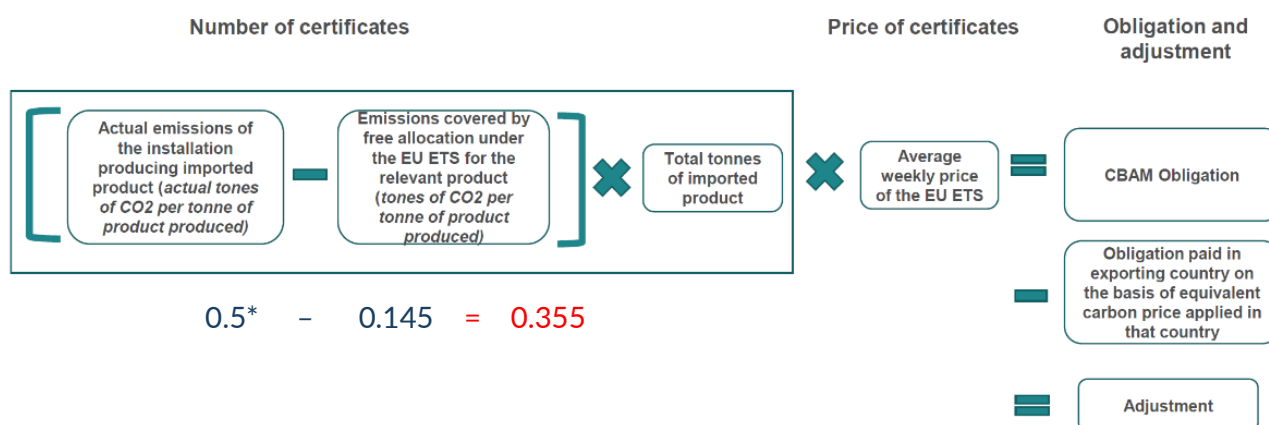 Number of certificates
Price of certificates
Obligation and
adjustment
Actual emissions of
the installation
producing imported
product (actual tones
of CO2 per tonne of
product produced)
Emissions covered by
free allocation under
the EU ETS for the
relevant product
(tones of CO2 per
tonne of product
produced)
Total tonnes
of imported
product
Average
weekly price
of the EU ETS
CBAM Obligation
0.5* – 0.145 = 0.355
Obligation paid in
exporting country on
the basis of equivalent
carbon price applied in
that country
Adjustment